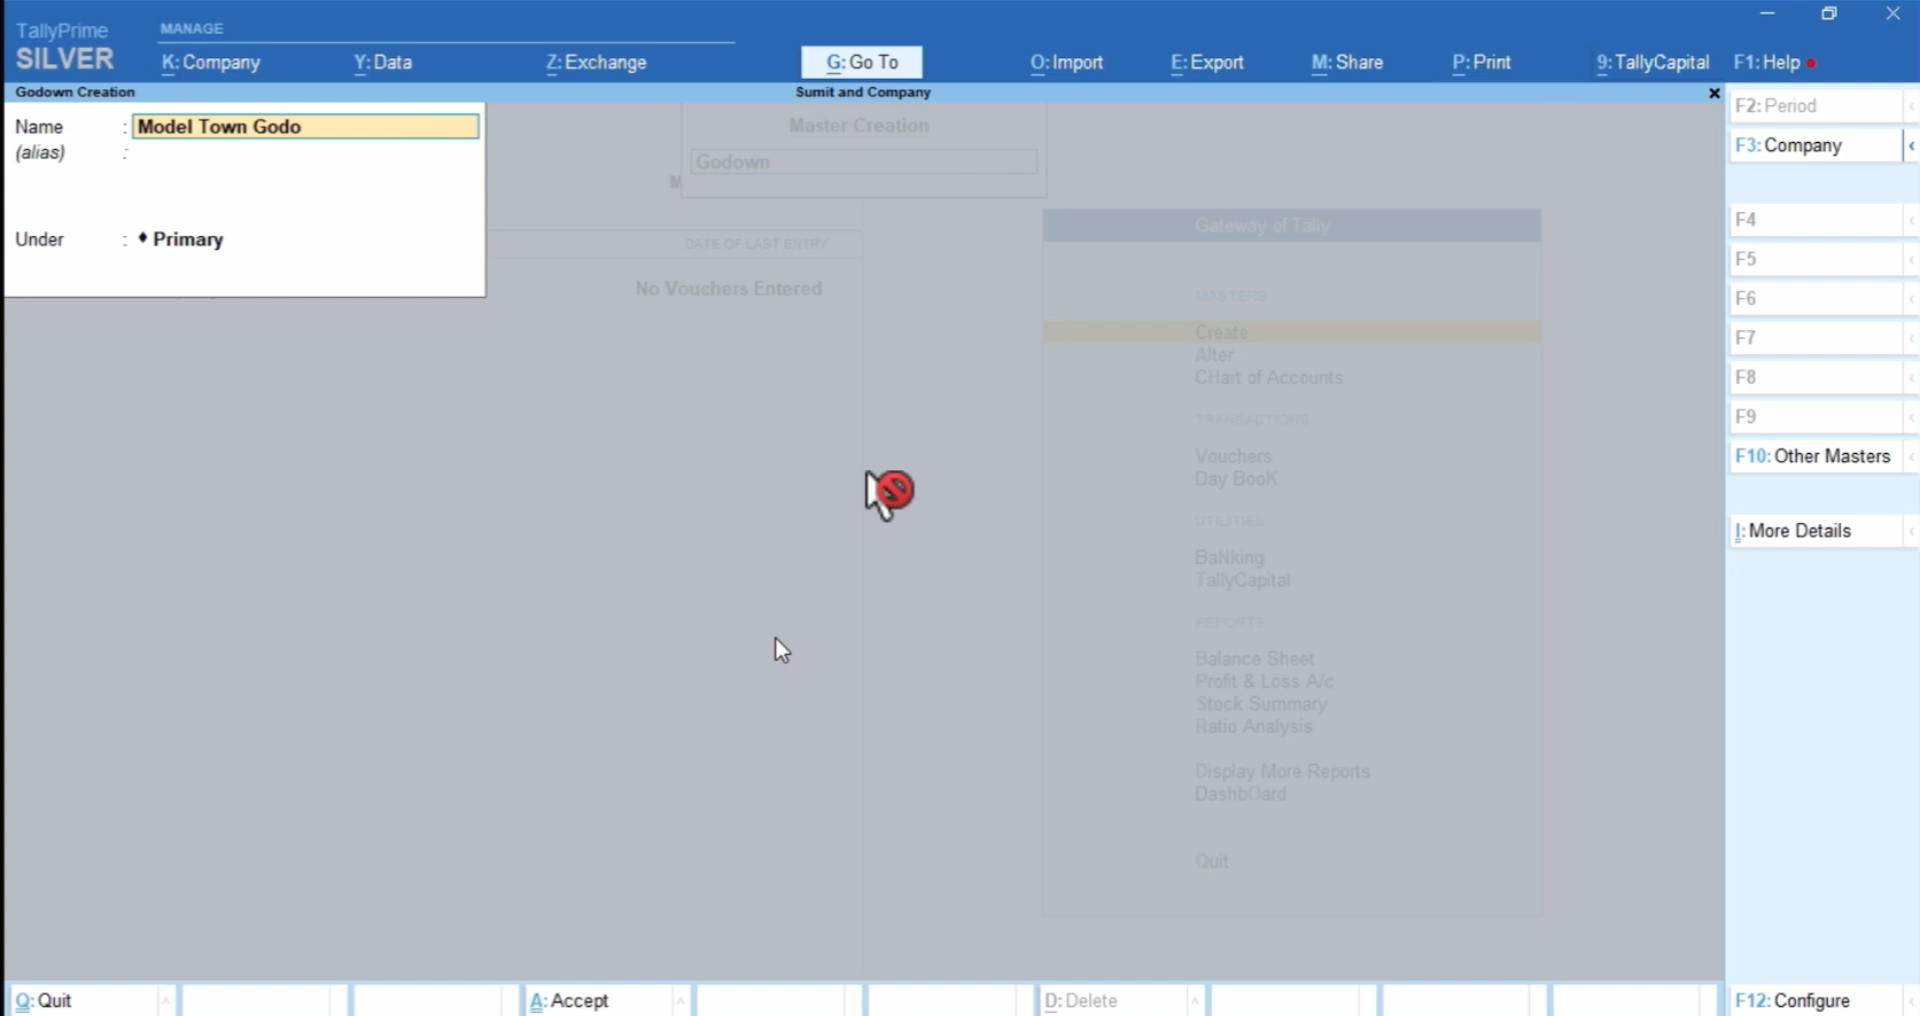 TallyPrime
SILVER
MANAGE
K: Company
Y: Data
Z: Exchange
G: Go To
O: Import
E: Export
M: Share
P: Print
9: TallyCapital
F1: Help
Godown Creation
Sumit and Company
Name : Model Town Godo
(alias) :
Under : ♦ Primary
Master Creation
Godown
M
DATE OF LAST ENTRY
No Vouchers Entered
Gateway of Tally
MASTERS
Create
Alter
CHart of Accounts
TRANSACTIONS
Vouchers
Day BooK
UTILITIES
BaNking
TallyCapital
REPORTS
Balance Sheet
Profit & Loss A/c
Stock Summary
Ratio Analysis
Display More Reports
DashbOard
Quit
F2: Period
F3: Company
F4
F5
F6
F7
F8
F9
F10: Other Masters
I: More Details
Q: Quit
A: Accept
D: Delete
F12: Configure